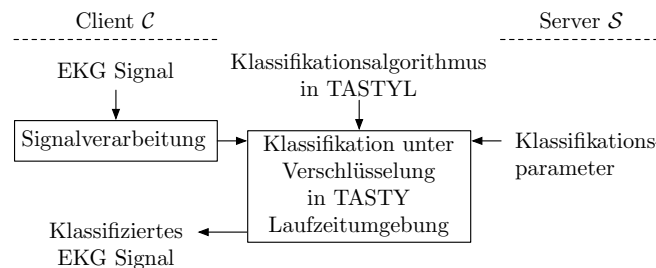 Client C
Server S
EKG Signal
Klassifikationsalgorithmus
in TASTYL
Signalverarbeitung
Klassifikation unter
Verschlüsselung
in TASTY
Laufzeitumgebung
Klassifikations-
parameter
Klassifiziertes
EKG Signal